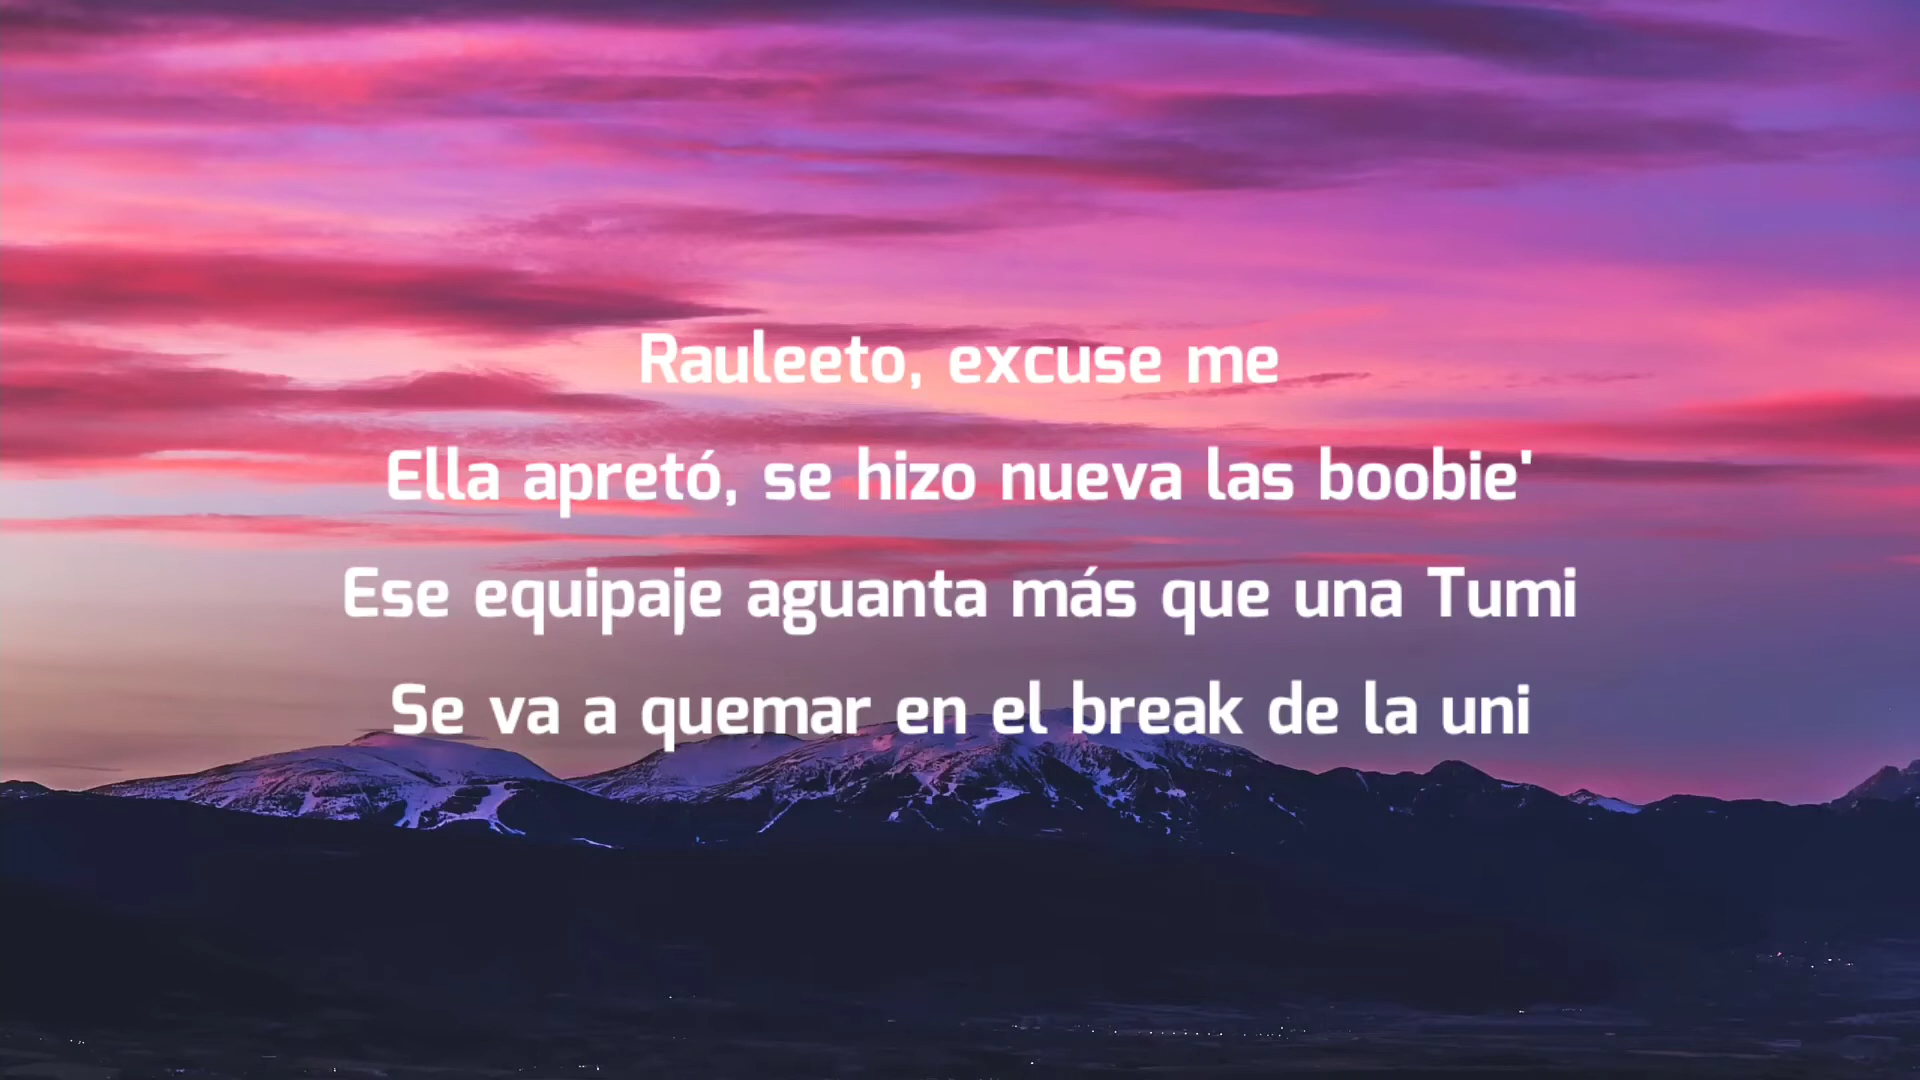 Rauleeto, excuse me
Ella apretó, se hizo nueva las boobie'
Ese equipaje aguanta más que una Tumi
Se va a quemar en el break de la uni